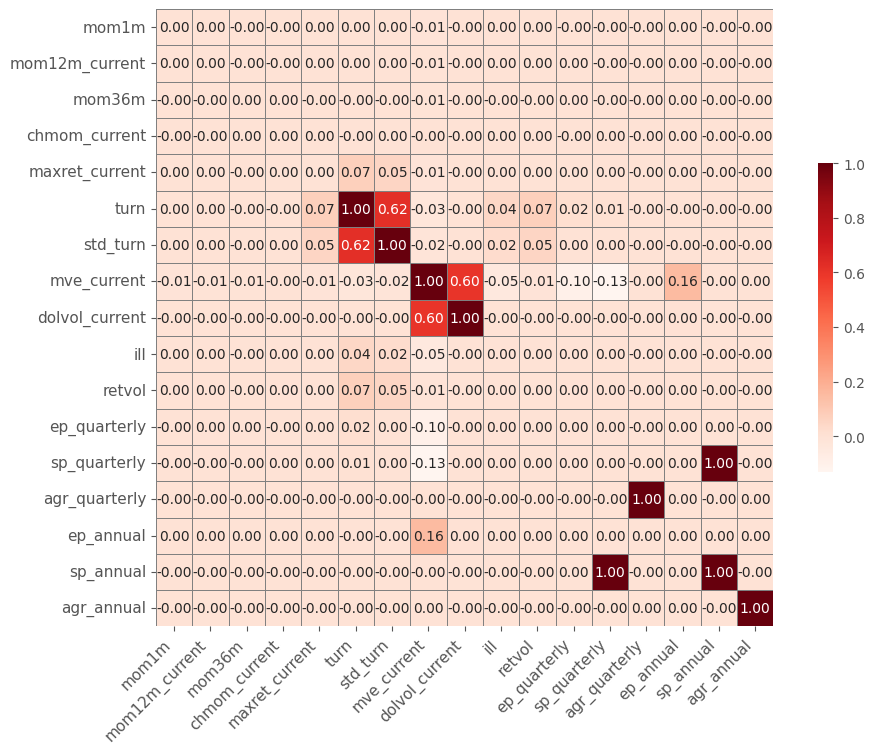 mom1m 0.00 0.00 -0.00 -0.00 0.00 0.00 0.00 -0.01 -0.00 0.00 0.00 -0.00 -0.00 -0.00 0.00 -0.00 -0.00
mom12m_current 0.00 0.00 -0.00 -0.00 0.00 0.00 0.00 -0.01 -0.00 0.00 0.00 -0.00 -0.00 -0.00 0.00 -0.00 -0.00
mom36m -0.00 -0.00 0.00 0.00 -0.00 -0.00 -0.00 -0.01 -0.00 -0.00 -0.00 -0.00 -0.00 -0.00 0.00 -0.00 -0.00
chmom_current -0.00 -0.00 0.00 0.00 -0.00 -0.00 -0.00 -0.00 -0.00 -0.00 0.00 -0.00 0.00 -0.00 0.00 -0.00 -0.00
maxret_current 0.00 0.00 -0.00 -0.00 0.00 0.07 0.05 -0.01 -0.00 0.00 0.00 0.00 0.00 -0.00 0.00 -0.00 -0.00
turn 0.00 0.00 -0.00 -0.00 0.07 1.00 0.62 -0.03 -0.00 0.04 0.07 0.02 0.01 -0.00 -0.00 -0.00 -0.00
std_turn 0.00 0.00 -0.00 -0.00 0.05 0.62 1.00 -0.02 -0.00 0.02 0.05 0.00 0.00 -0.00 -0.00 -0.00 -0.00
mve_current -0.01 -0.01 -0.01 -0.00 -0.01 -0.03 -0.02 1.00 0.60 -0.05 -0.01 -0.10 -0.13 -0.00 0.16 -0.00 0.00
dolvol_current -0.00 -0.00 -0.00 -0.00 -0.00 -0.00 -0.00 0.60 1.00 -0.00 -0.00 -0.00 -0.00 -0.00 0.00 -0.00 -0.00
ill 0.00 0.00 -0.00 -0.00 0.00 0.04 0.02 -0.05 -0.00 0.00 0.00 0.00 0.00 -0.00 0.00 -0.00 -0.00
retvol 0.00 0.00 -0.00 0.00 0.00 0.07 0.05 -0.01 -0.00 0.00 0.00 0.00 0.00 -0.00 0.00 -0.00 -0.00
ep_quarterly -0.00 -0.00 -0.00 -0.00 0.00 0.02 0.00 -0.10 -0.00 0.00 0.00 0.00 0.00 -0.00 0.00 0.00 -0.00
sp_quarterly -0.00 -0.00 -0.00 0.00 0.00 0.01 0.00 -0.13 -0.00 0.00 0.00 0.00 0.00 -0.00 0.00 1.00 -0.00
agr_quarterly -0.00 -0.00 -0.00 -0.00 -0.00 -0.00 -0.00 -0.00 -0.00 -0.00 -0.00 -0.00 -0.00 1.00 0.00 -0.00 0.00
ep_annual 0.00 0.00 0.00 0.00 0.00 -0.00 -0.00 0.16 0.00 0.00 0.00 0.00 0.00 0.00 0.00 0.00 0.00
sp_annual -0.00 -0.00 -0.00 -0.00 -0.00 -0.00 -0.00 -0.00 -0.00 -0.00 -0.00 0.00 1.00 -0.00 0.00 1.00 -0.00
agr_annual -0.00 -0.00 -0.00 -0.00 -0.00 -0.00 -0.00 0.00 -0.00 -0.00 -0.00 -0.00 -0.00 0.00 0.00 -0.00 1.00
mom1m
mom12m_current
mom36m
chmom_current
maxret_current
turn
std_turn
mve_current
dolvol_current
ill
retvol
ep_quarterly
sp_quarterly
agr_quarterly
ep_annual
sp_annual
agr_annual
1.0
0.8
0.6
0.4
0.2
0.0